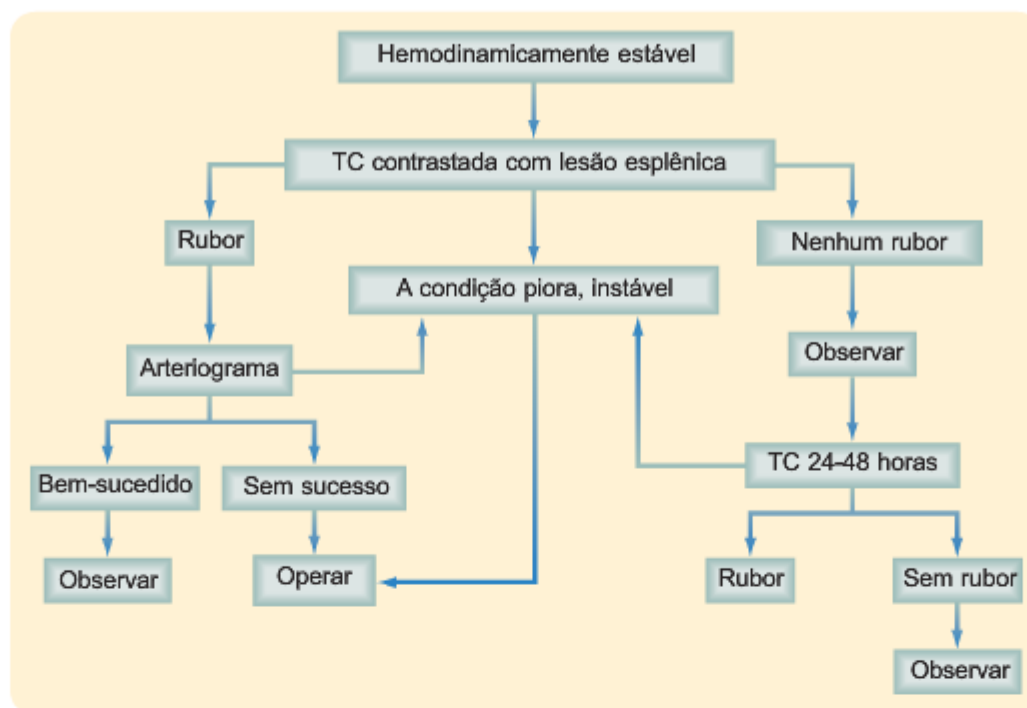 Hemodinamicamente estável
TC contrastada com lesão esplênica
Rubor
Nenhum rubor
A condição piora, instável
Observar
Arteriograma
Bem-sucedido
Sem sucesso
TC 24-48 horas
Observar
Operar
Rubor
Sem rubor
Observar